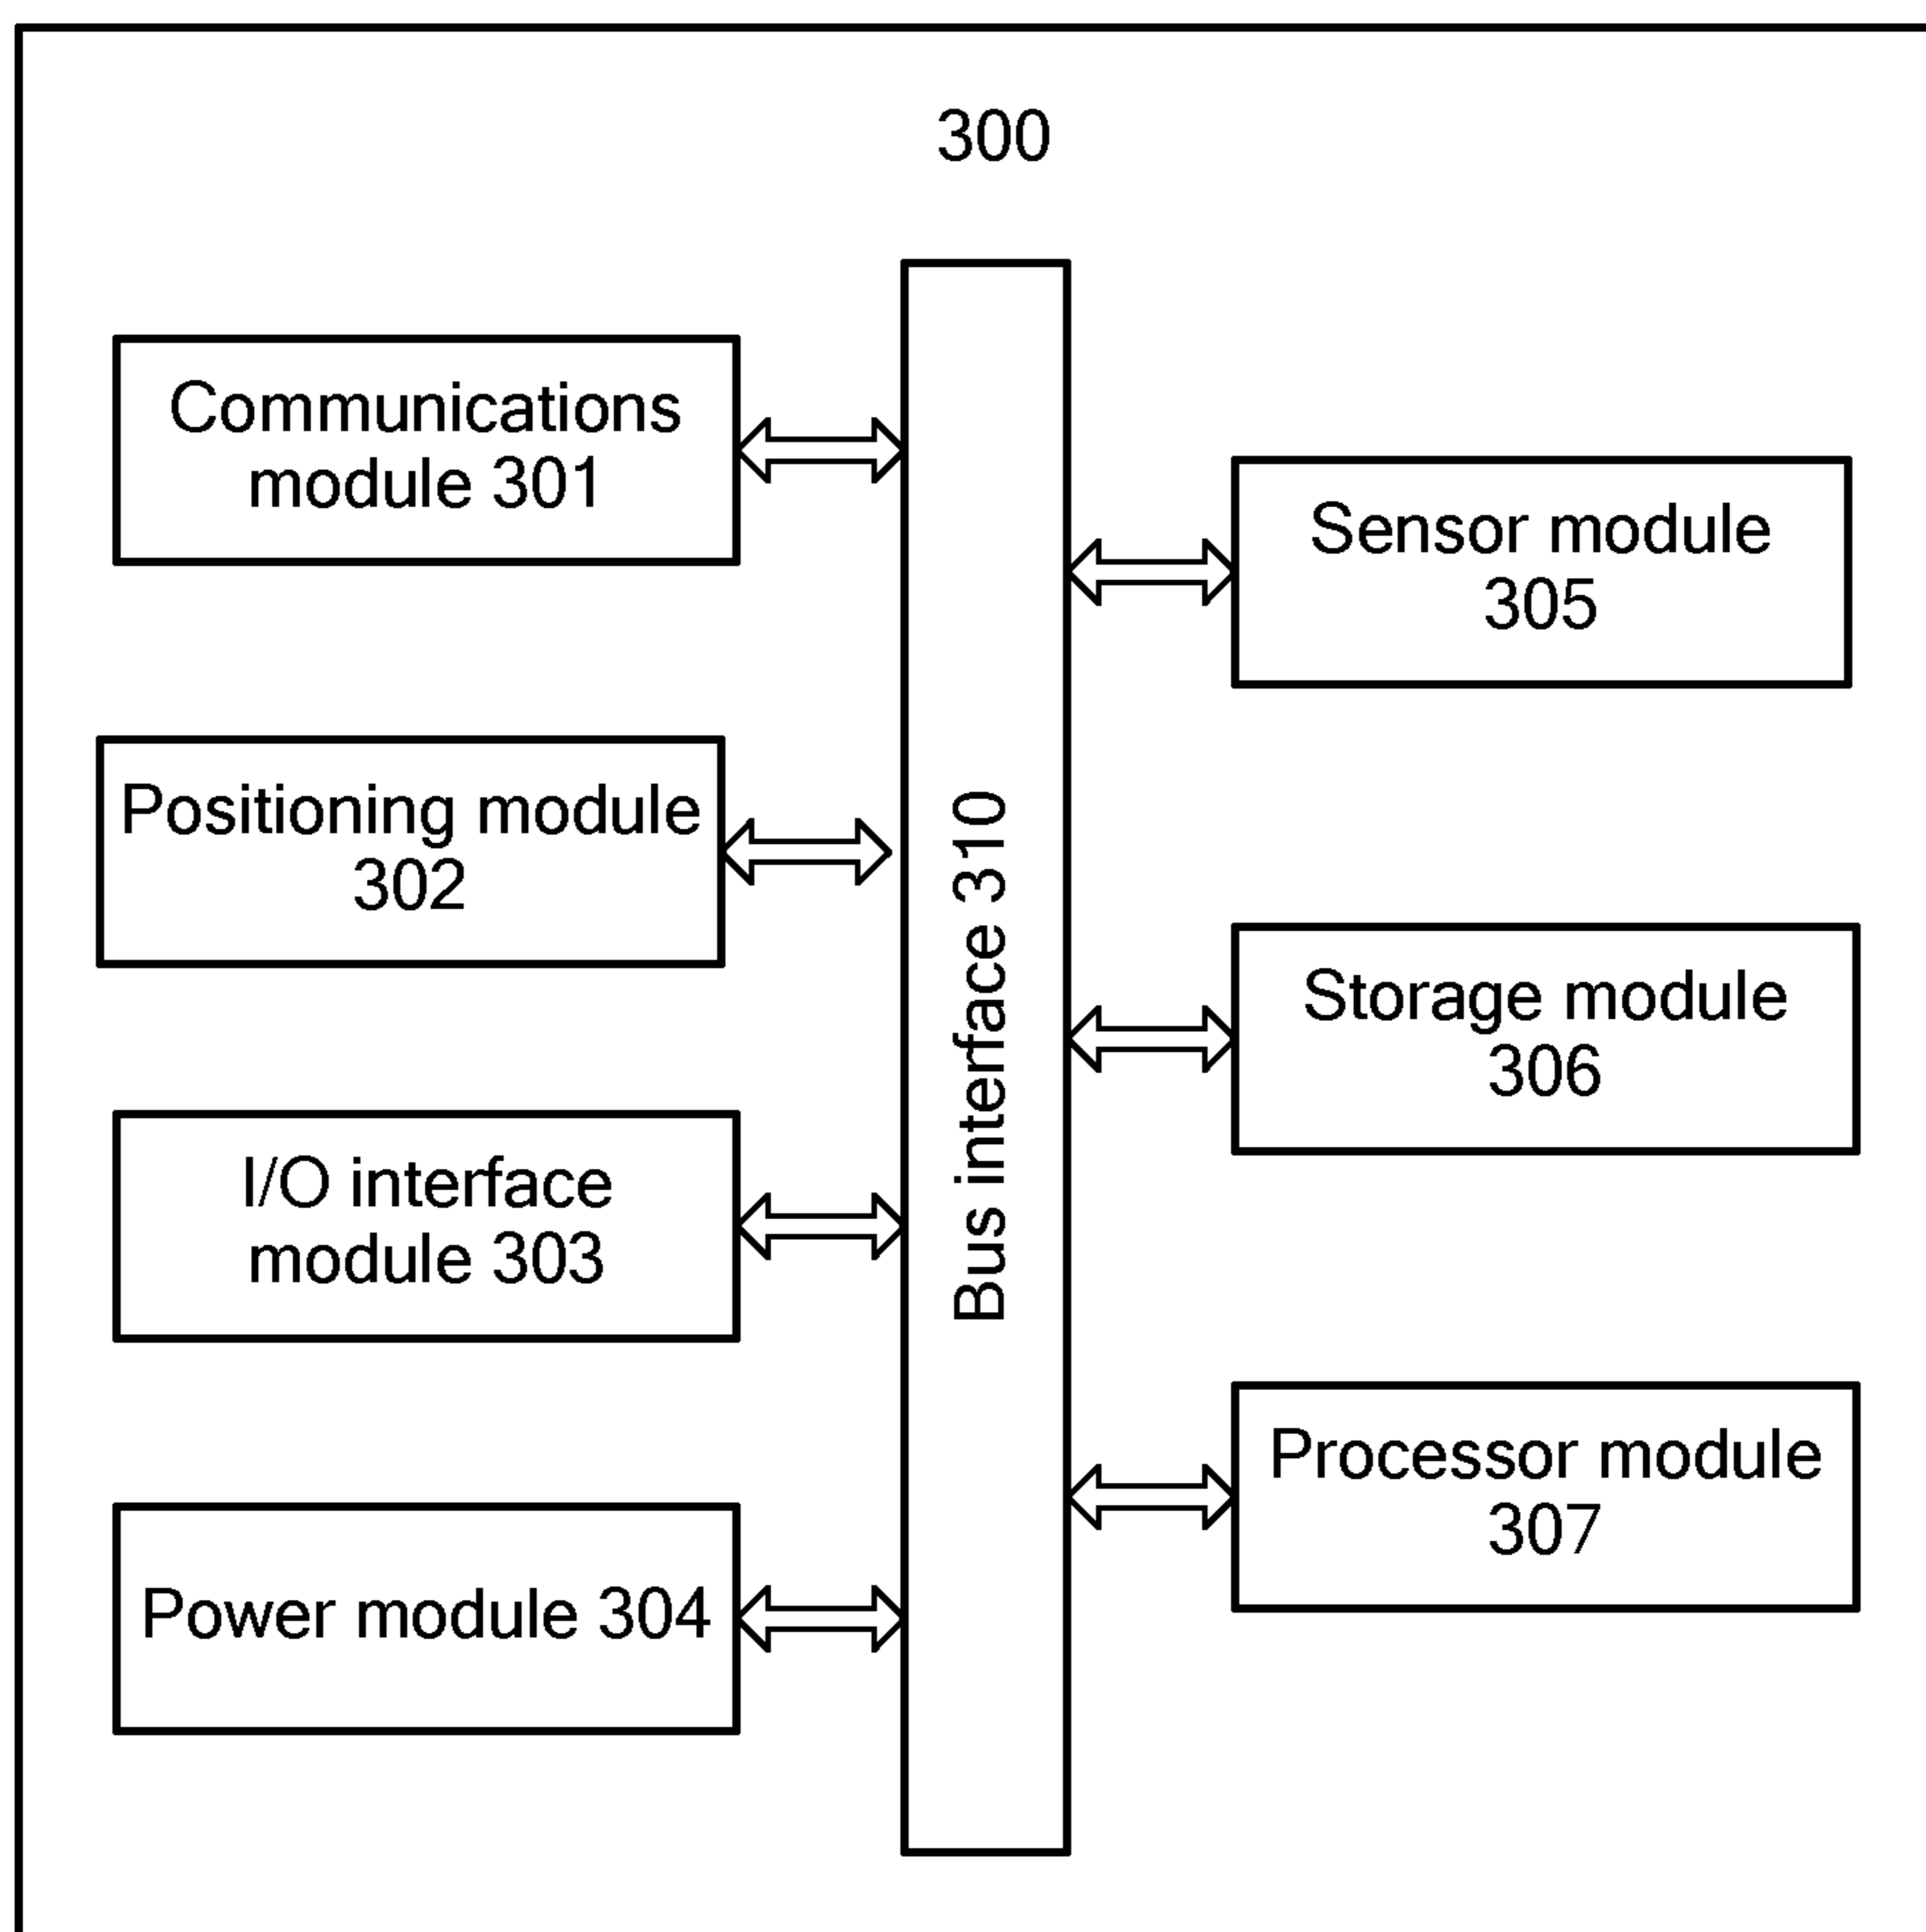 300
Communications
module 301
Positioning module
302
I/O interface
module 303
Power module 304
Bus interface 310
Sensor module
305
Storage module
306
Processor module
307